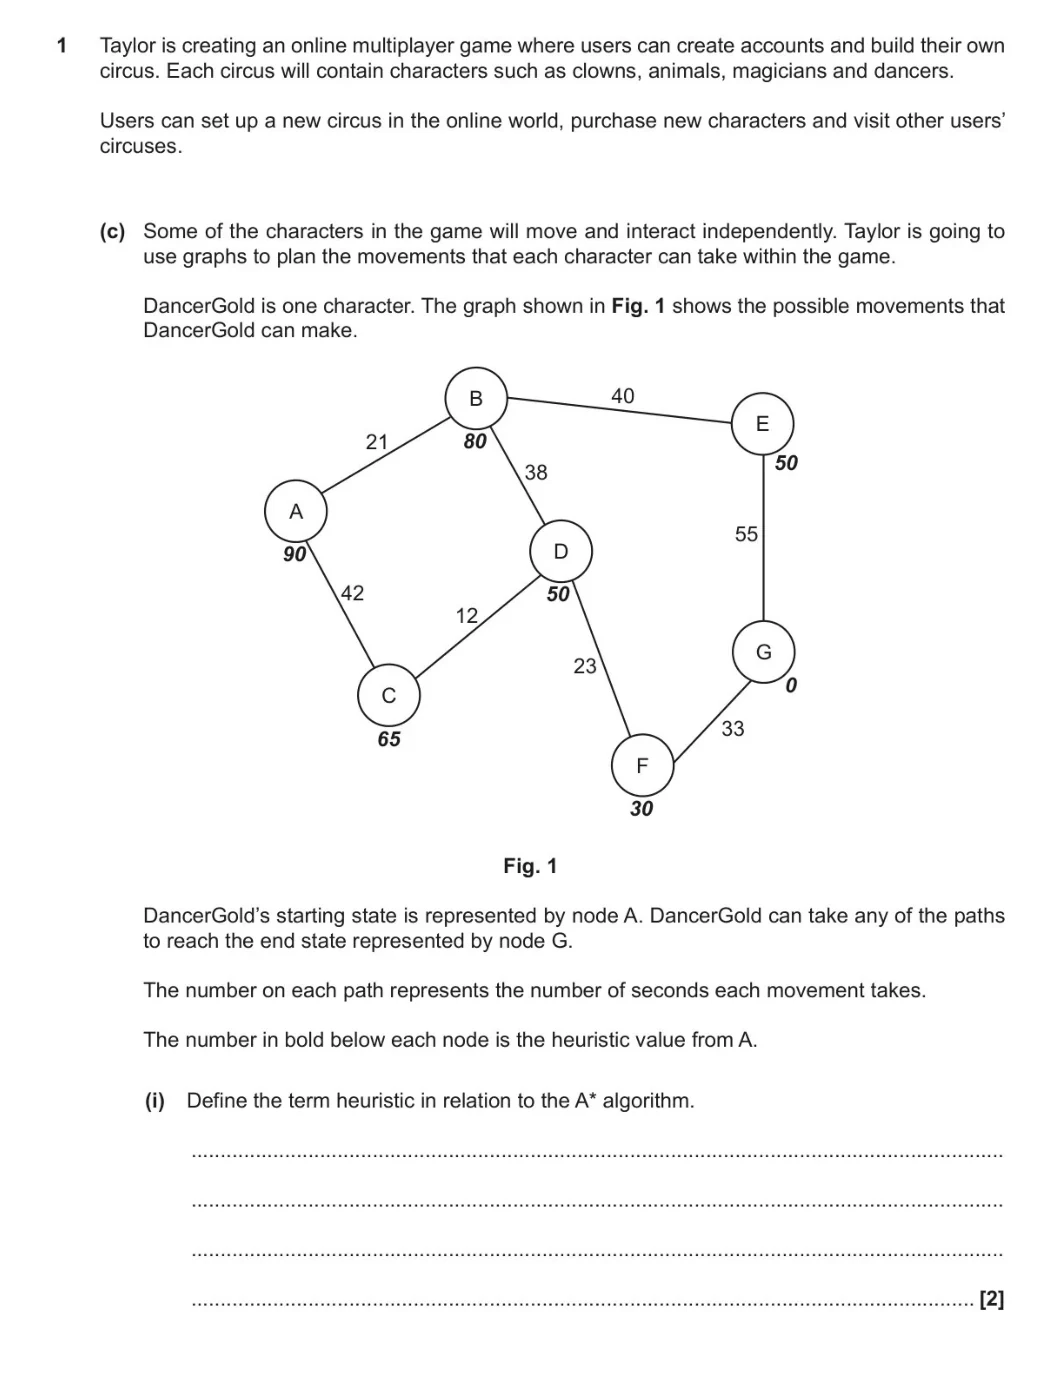 1 Taylor is creating an online multiplayer game where users can create accounts and build their own
circus. Each circus will contain characters such as clowns, animals, magicians and dancers.
Users can set up a new circus in the online world, purchase new characters and visit other users’
circuses.
(c) Some of the characters in the game will move and interact independently. Taylor is going to
use graphs to plan the movements that each character can take within the game.
DancerGold is one character. The graph shown in Fig. 1 shows the possible movements that
DancerGold can make.
B
40
E
21
80
50
38
A
D
55
90
42
50
12
G
23
0
C
33
65
F
30
Fig. 1
DancerGold’s starting state is represented by node A. DancerGold can take any of the paths
to reach the end state represented by node G.
The number on each path represents the number of seconds each movement takes.
The number in bold below each node is the heuristic value from A.
(i) Define the term heuristic in relation to the A* algorithm.
[2]